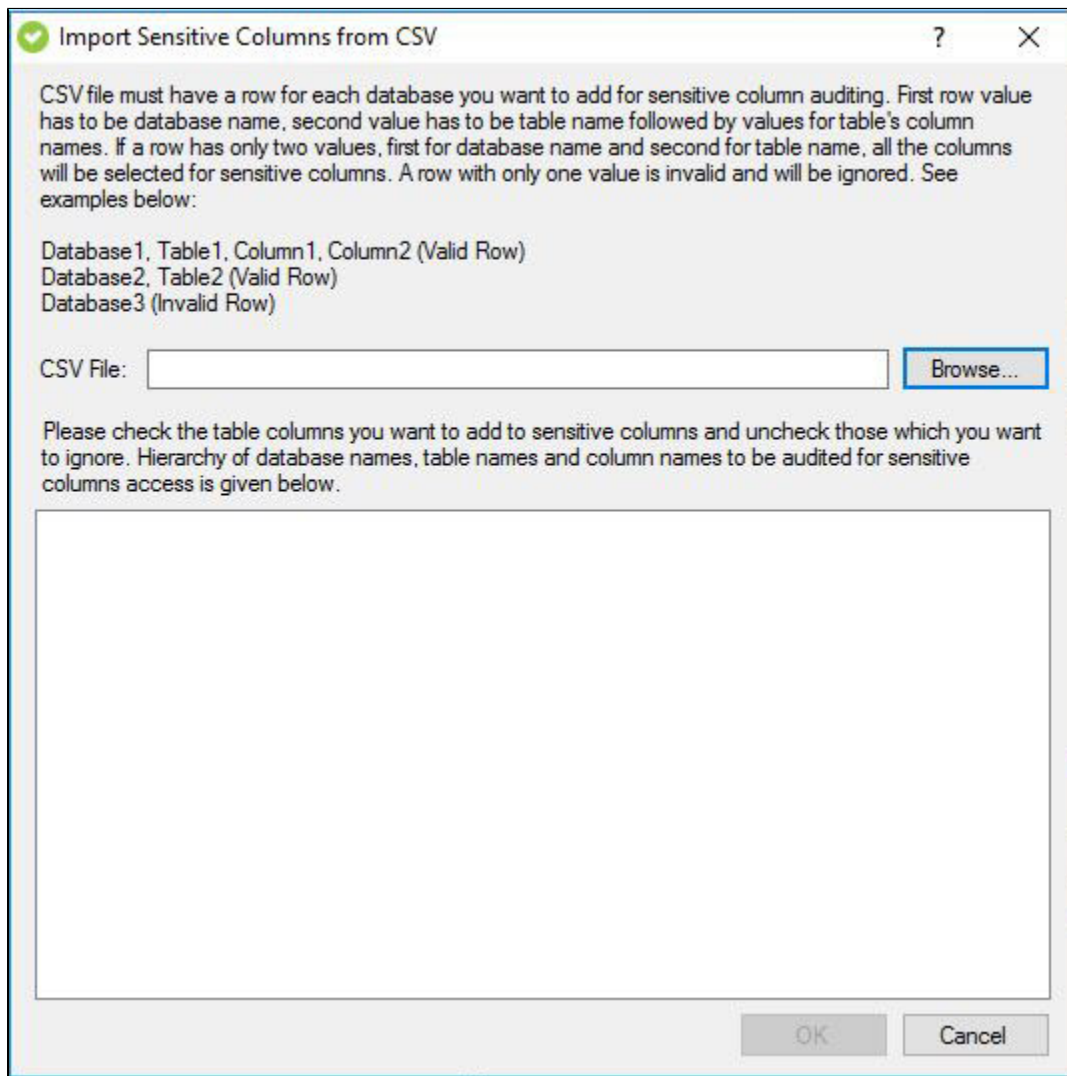 Import Sensitive Columns from CSV ?
CSV file must have a row for each database you want to add for sensitive column auditing. First row value
has to be database name, second value has to be table name followed by values for table's column
names. If a row has only two values, first for database name and second for table name, all the columns
will be selected for sensitive columns. A row with only one value is invalid and will be ignored. See
examples below:
Database1, Table1, Column1, Column2 (Valid Row)
Database2, Table2 (Valid Row)
Database3 (Invalid Row)
CSV File: Browse...
Please check the table columns you want to add to sensitive columns and uncheck those which you want
to ignore. Hierarchy of database names, table names and column names to be audited for sensitive
columns access is given below.
OK Cancel